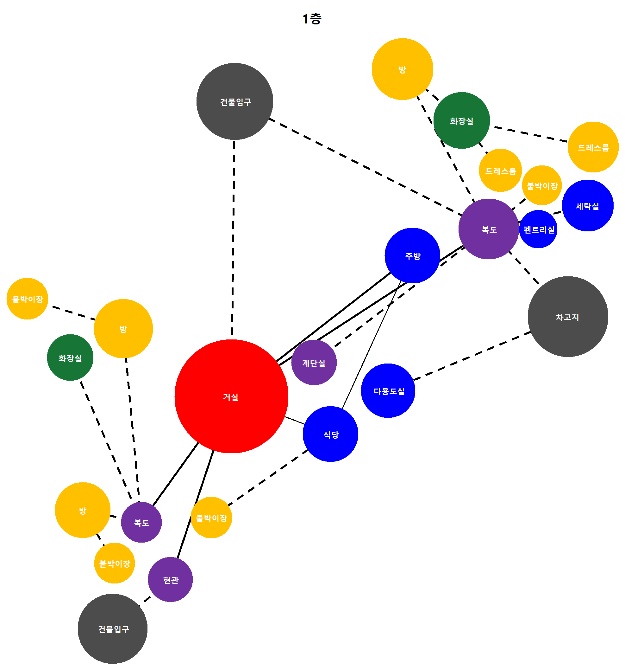 1층
방
건물입구
화장실
드레스룸
드레스룸
붙박이장
세탁실
복도
펜트리실
주방
붙박이장
차고지
방
화장실
계단실
다용도실
거실
식당
방
붙박이장
복도
붙박이장
현관
건물입구